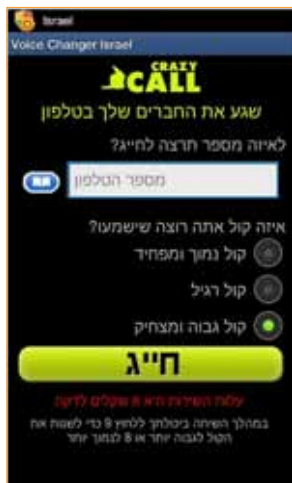 Israel
Voice Changer Israel
CRAZY
CALL
שגע את החברים שלך בטלפון
לאיזה מספר תרצה לחייג?
מספר הטלפון
איזה קול אתה רוצה שישמעו?
קול נמוך ומפחיד
קול רגיל
קול גבוה ומצחיק
חייג
עלות השירות היא 8 שקלים לדקה
במהלך השיחה ביכולתך ללחוץ 9 כדי לשנות את
הקול לגבוה יותר או 8 לנמוך יותר